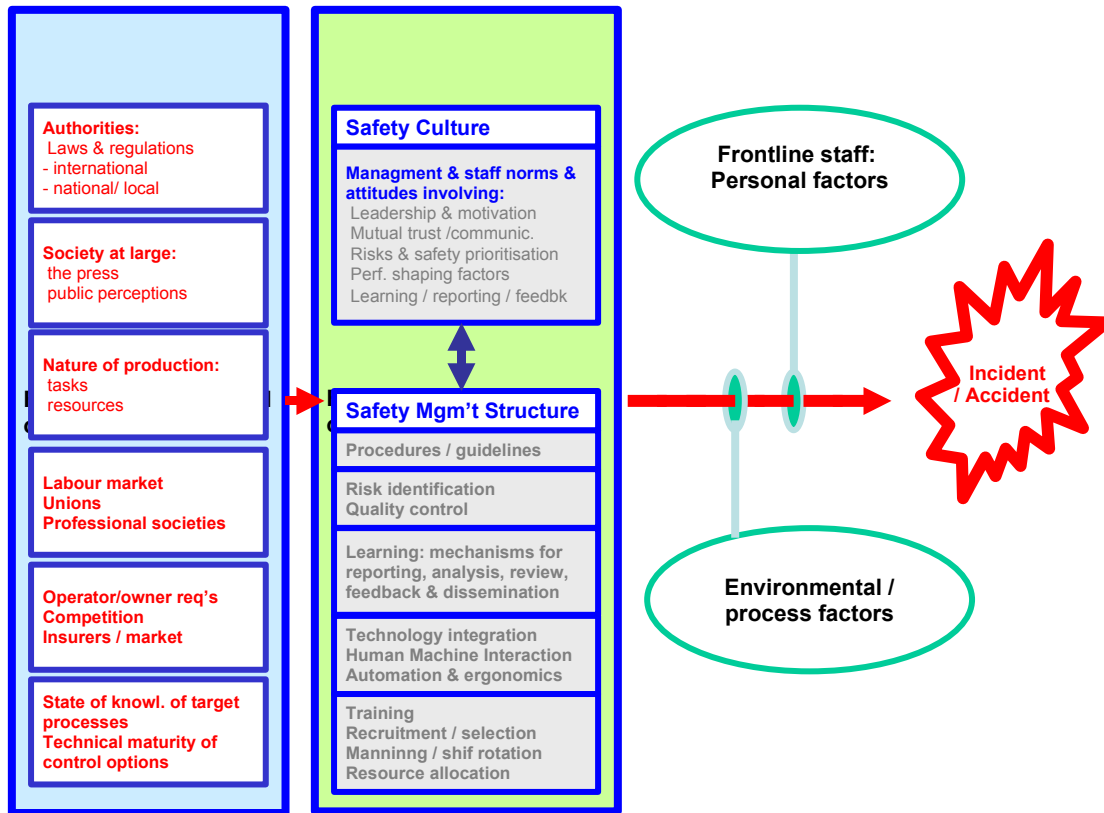 Authorities:
Laws & regulations
- international
- national/ local
Society at large:
the press
public perceptions
Nature of production:
tasks
resources
Labour market
Unions
Professional societies
Operator/owner req's
Competition
Insurers / market
State of knowl. of target
processes
Technical maturity of
control options
Safety Culture
Managment & staff norms &
attitudes involving:
Leadership & motivation
Mutual trust /communic.
Risks & safety prioritisation
Perf. shaping factors
Learning / reporting / feedbk
Safety Mgm’t Structure
Procedures / guidelines
Risk identification
Quality control
Learning: mechanisms for
reporting, analysis, review,
feedback & dissemination
Technology integration
Human Machine Interaction
Automation & ergonomics
Training
Recruitment / selection
Manninng / shif rotation
Resource allocation
Frontline staff:
Personal factors
Environmental /
process factors
Incident
/ Accident